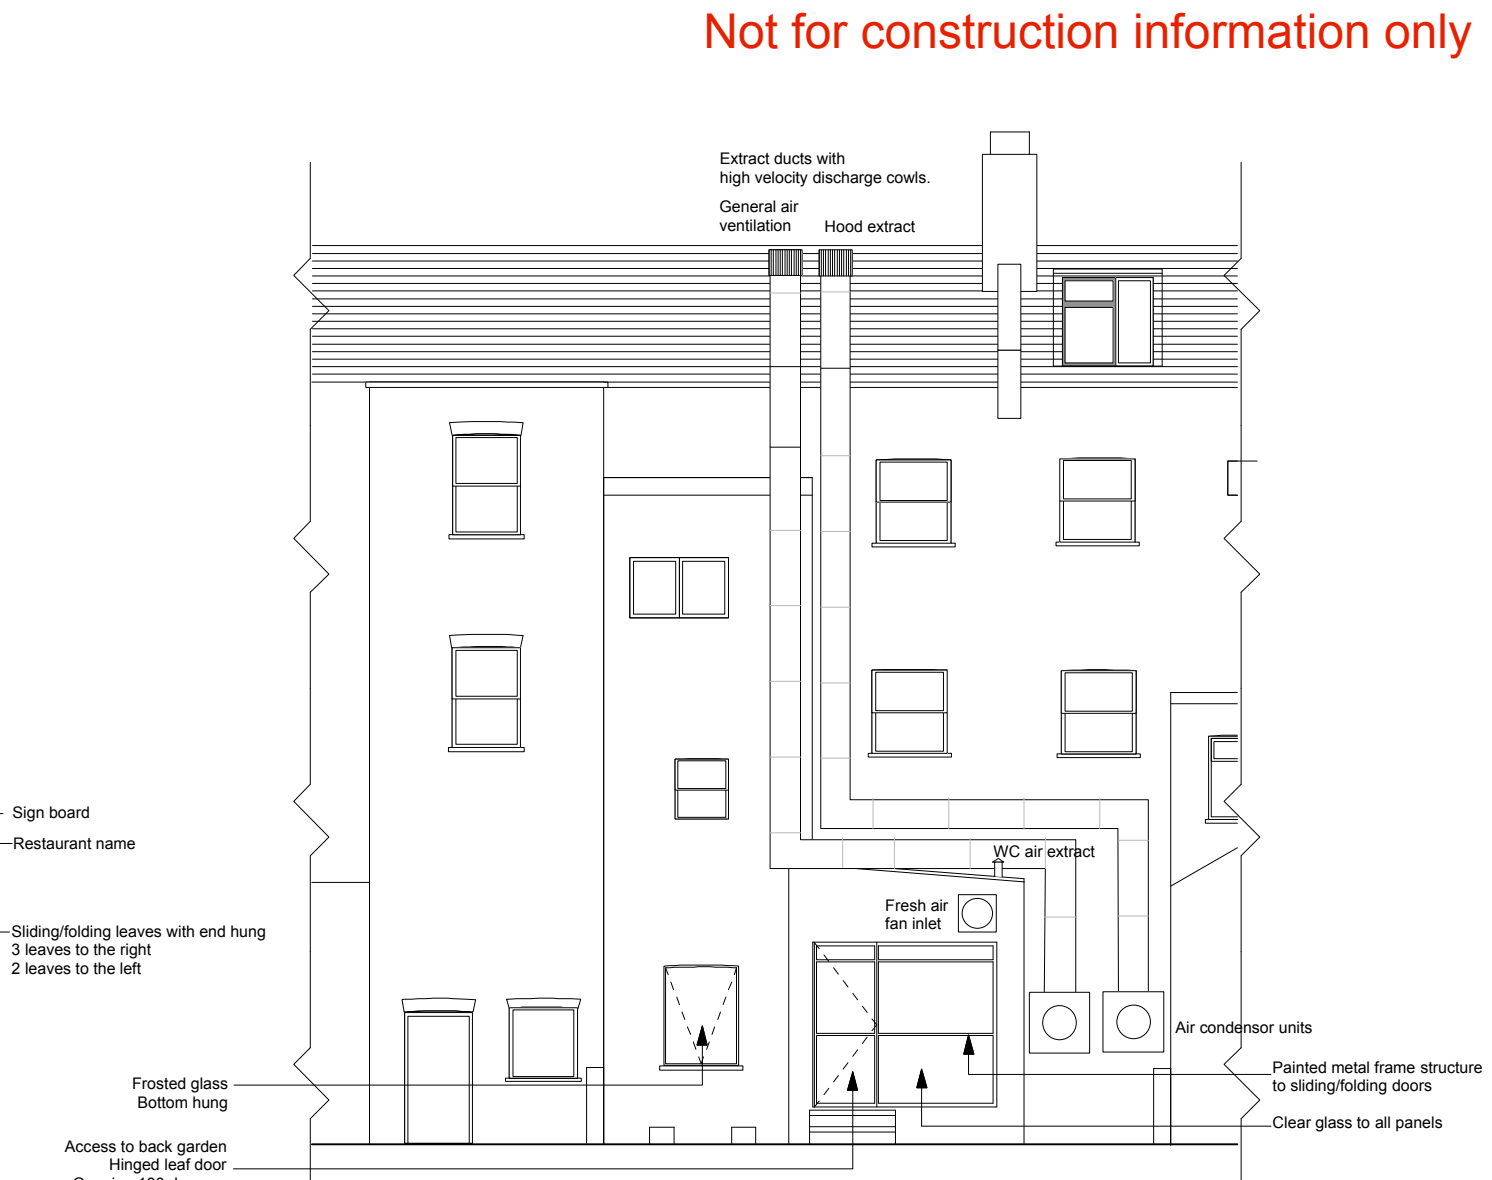 Not for construction information only
Extract ducts with
high velocity discharge cowls.
General air
ventilation
Hood extract
Sign board
Restaurant name
WC air extract
Fresh air
fan inlet
Sliding/folding leaves with end hung
3 leaves to the right
2 leaves to the left
Air condensor units
Painted metal frame structure
to sliding/folding doors
Frosted glass
Bottom hung
Clear glass to all panels
Access to back garden
Hinged leaf door